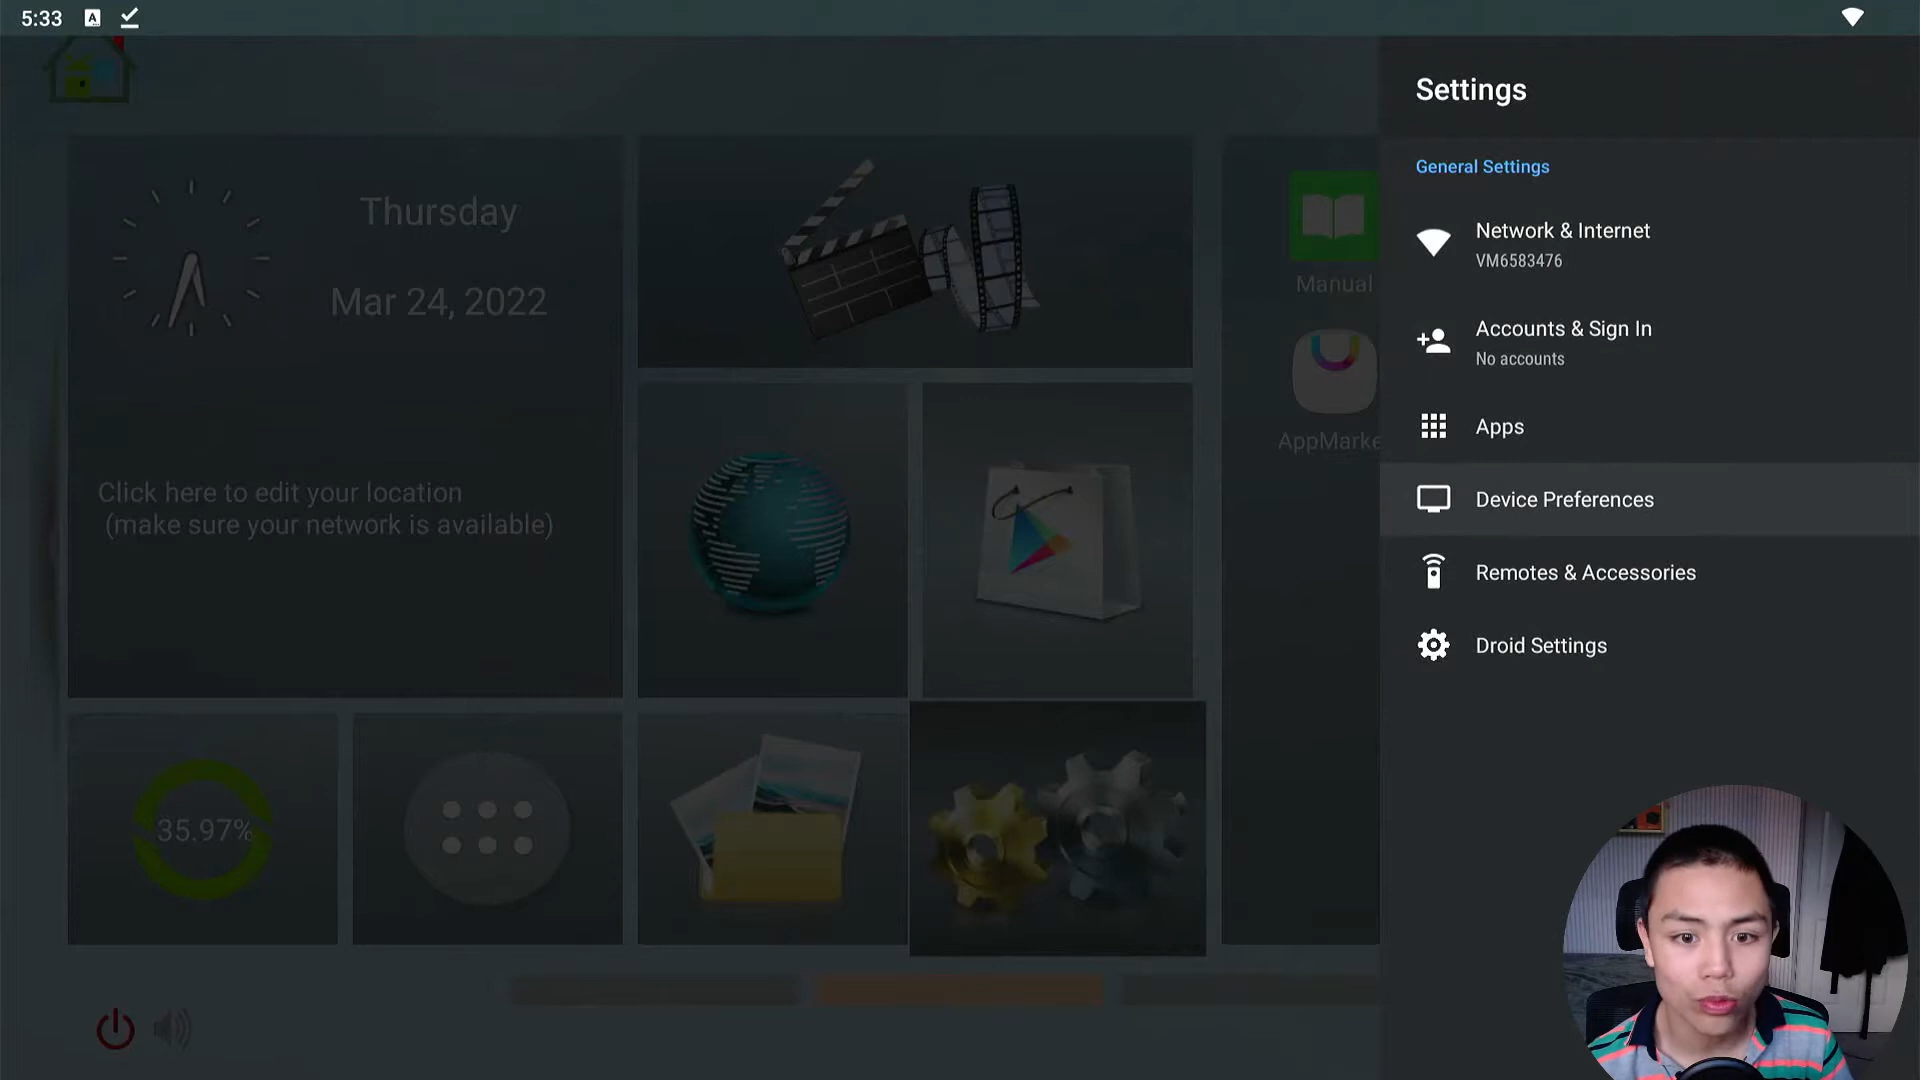 5:33
A
Settings
General Settings
Network & Internet
VM6583476
Accounts & Sign In
No accounts
Apps
Device Preferences
Remotes & Accessories
Droid Settings
Thursday
Mar 24, 2022
Click here to edit your location
(make sure your network is available)
Manual
AppMarke
35.97%